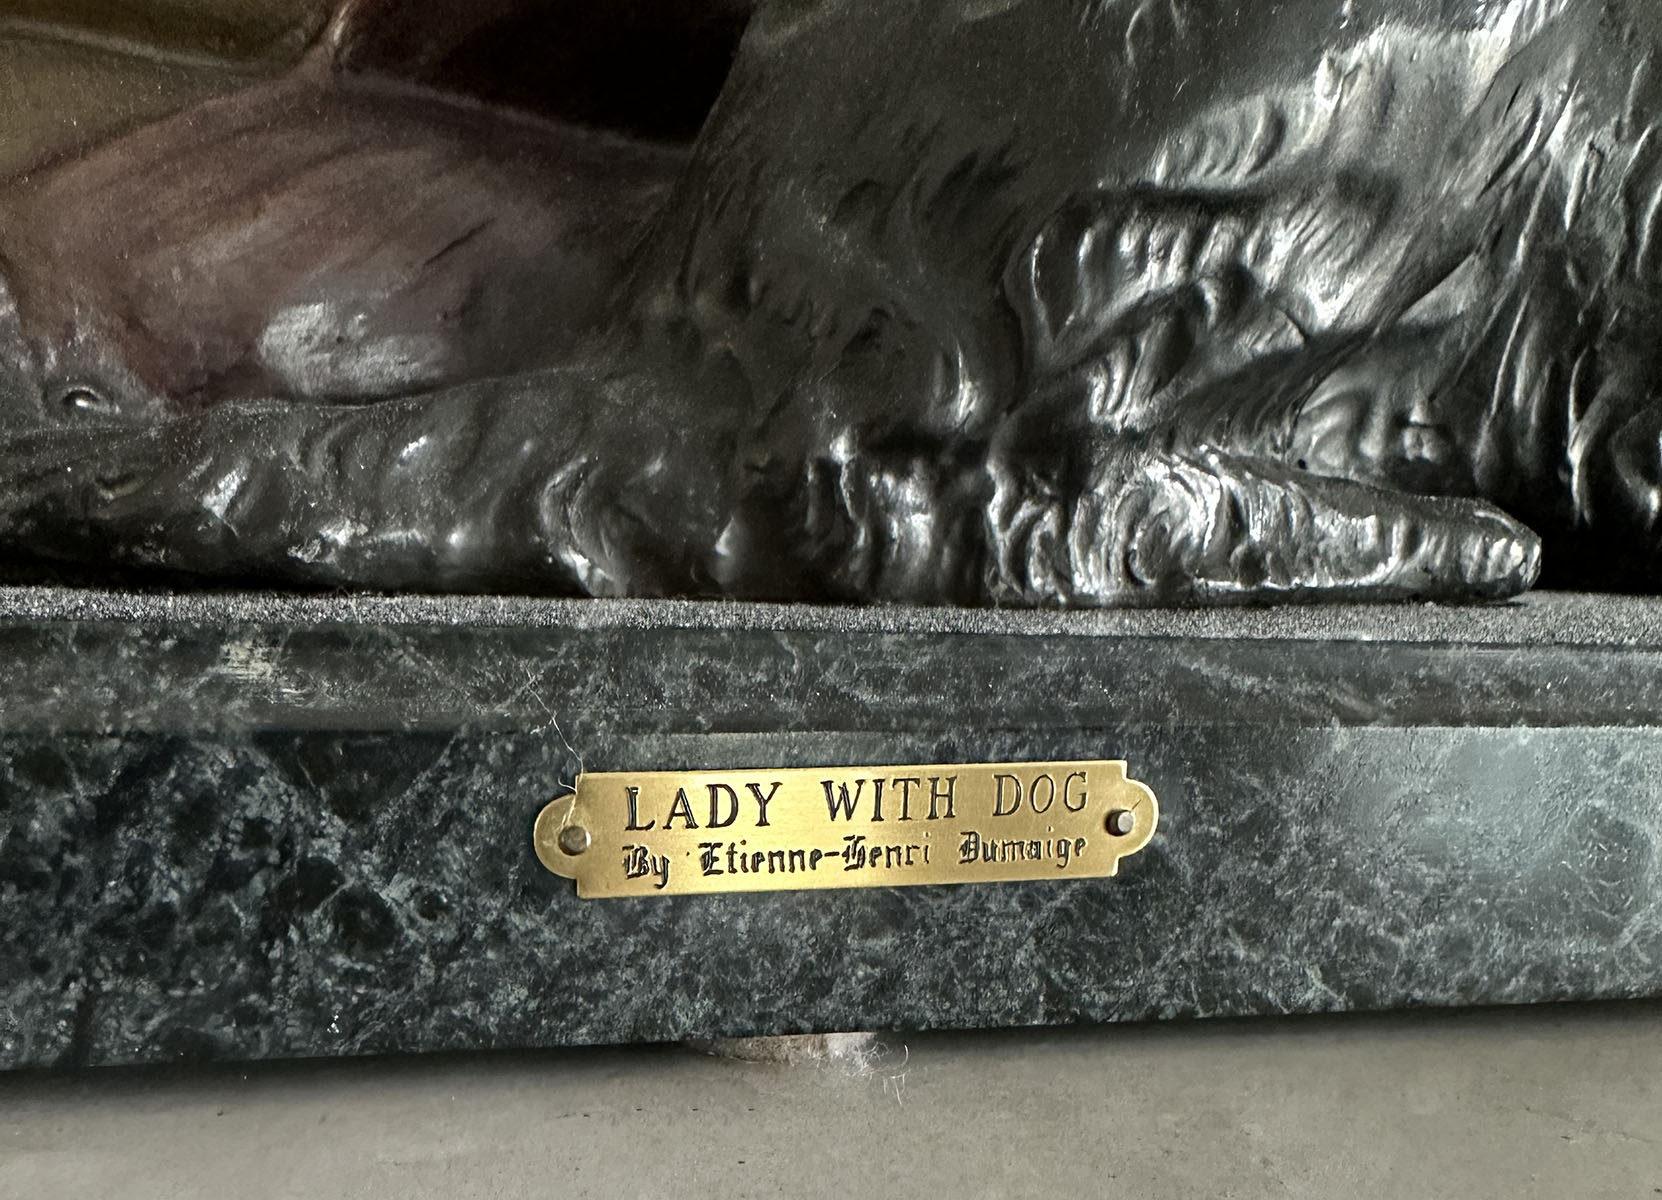 LADY WITH DOG
By Etienne-Henri Dumaige